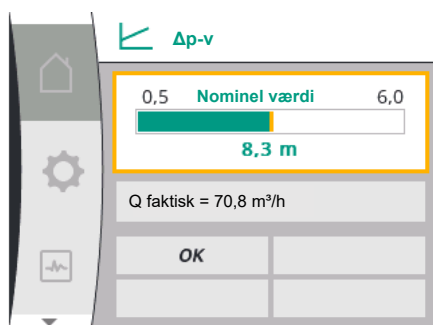 Δp-v
0,5 Nominel værdi 6,0
8,3 m
Q faktisk = 70,8 m³/h
OK